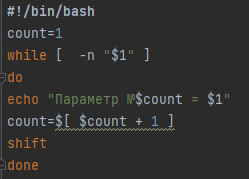 #!/bin/bash
count=1
while [  -n "$1" ]
do
echo "Параметр №$count = $1"
count=$[ $count + 1 ]
shift
done